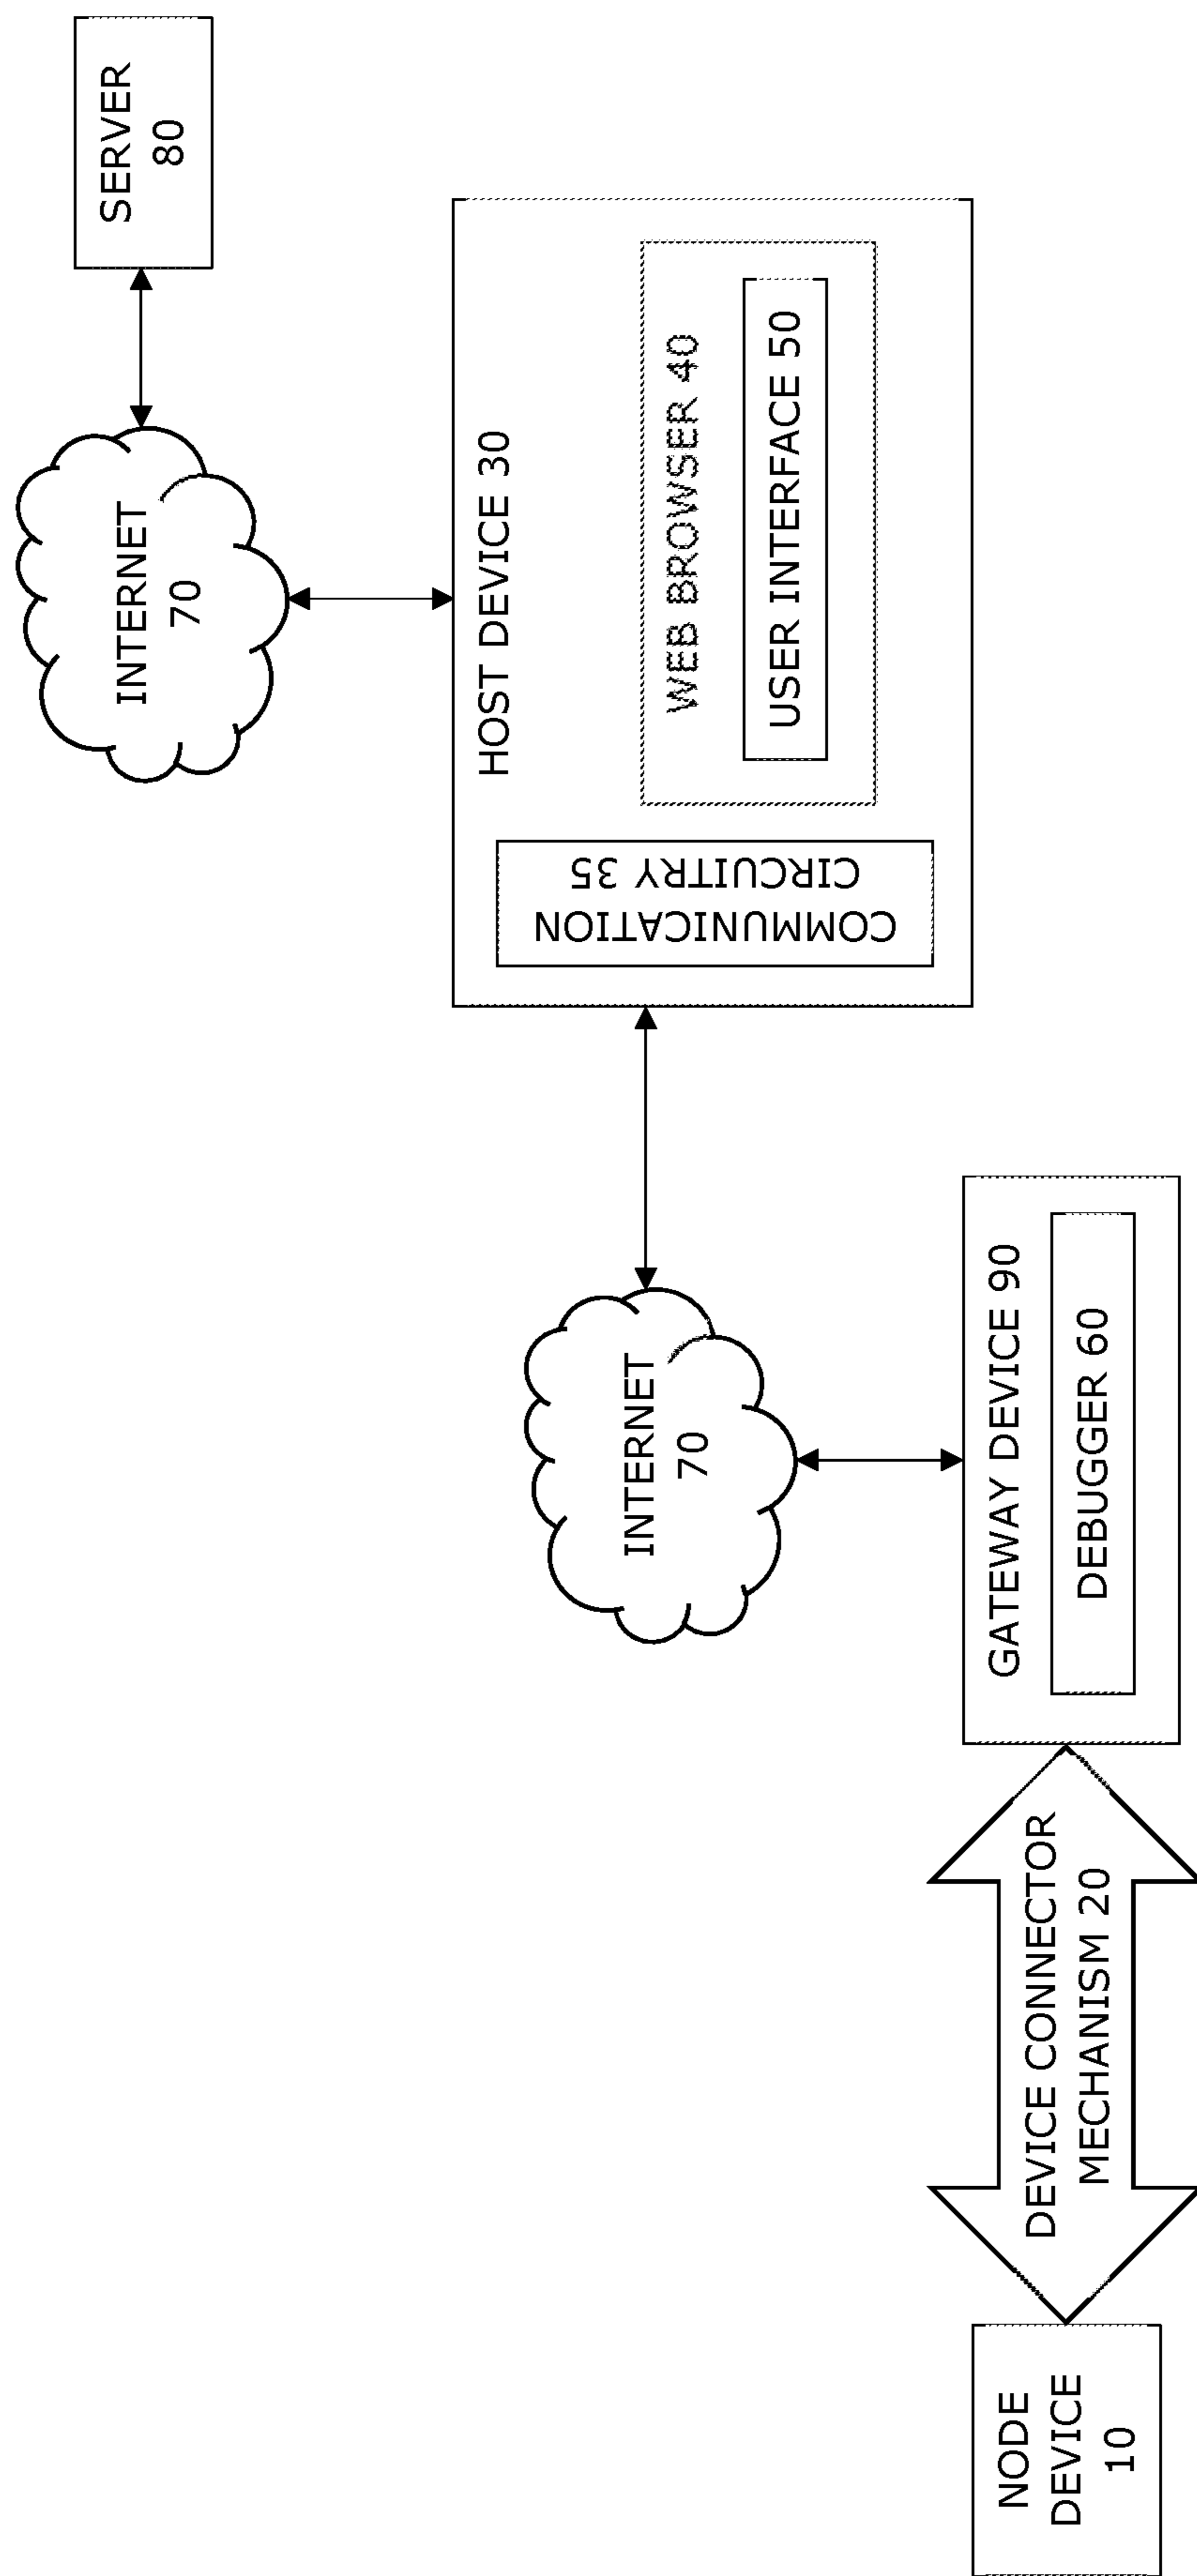 SERVER
80
INTERNET
70
HOST DEVICE 30
WEB BROWSER 40
USER INTERFACE 50
COMMUNICATION
CIRCUITRY 35
INTERNET
70
GATEWAY DEVICE 90
DEBUGGER 60
DEVICE CONNECTOR
MECHANISM 20
NODE
DEVICE
10